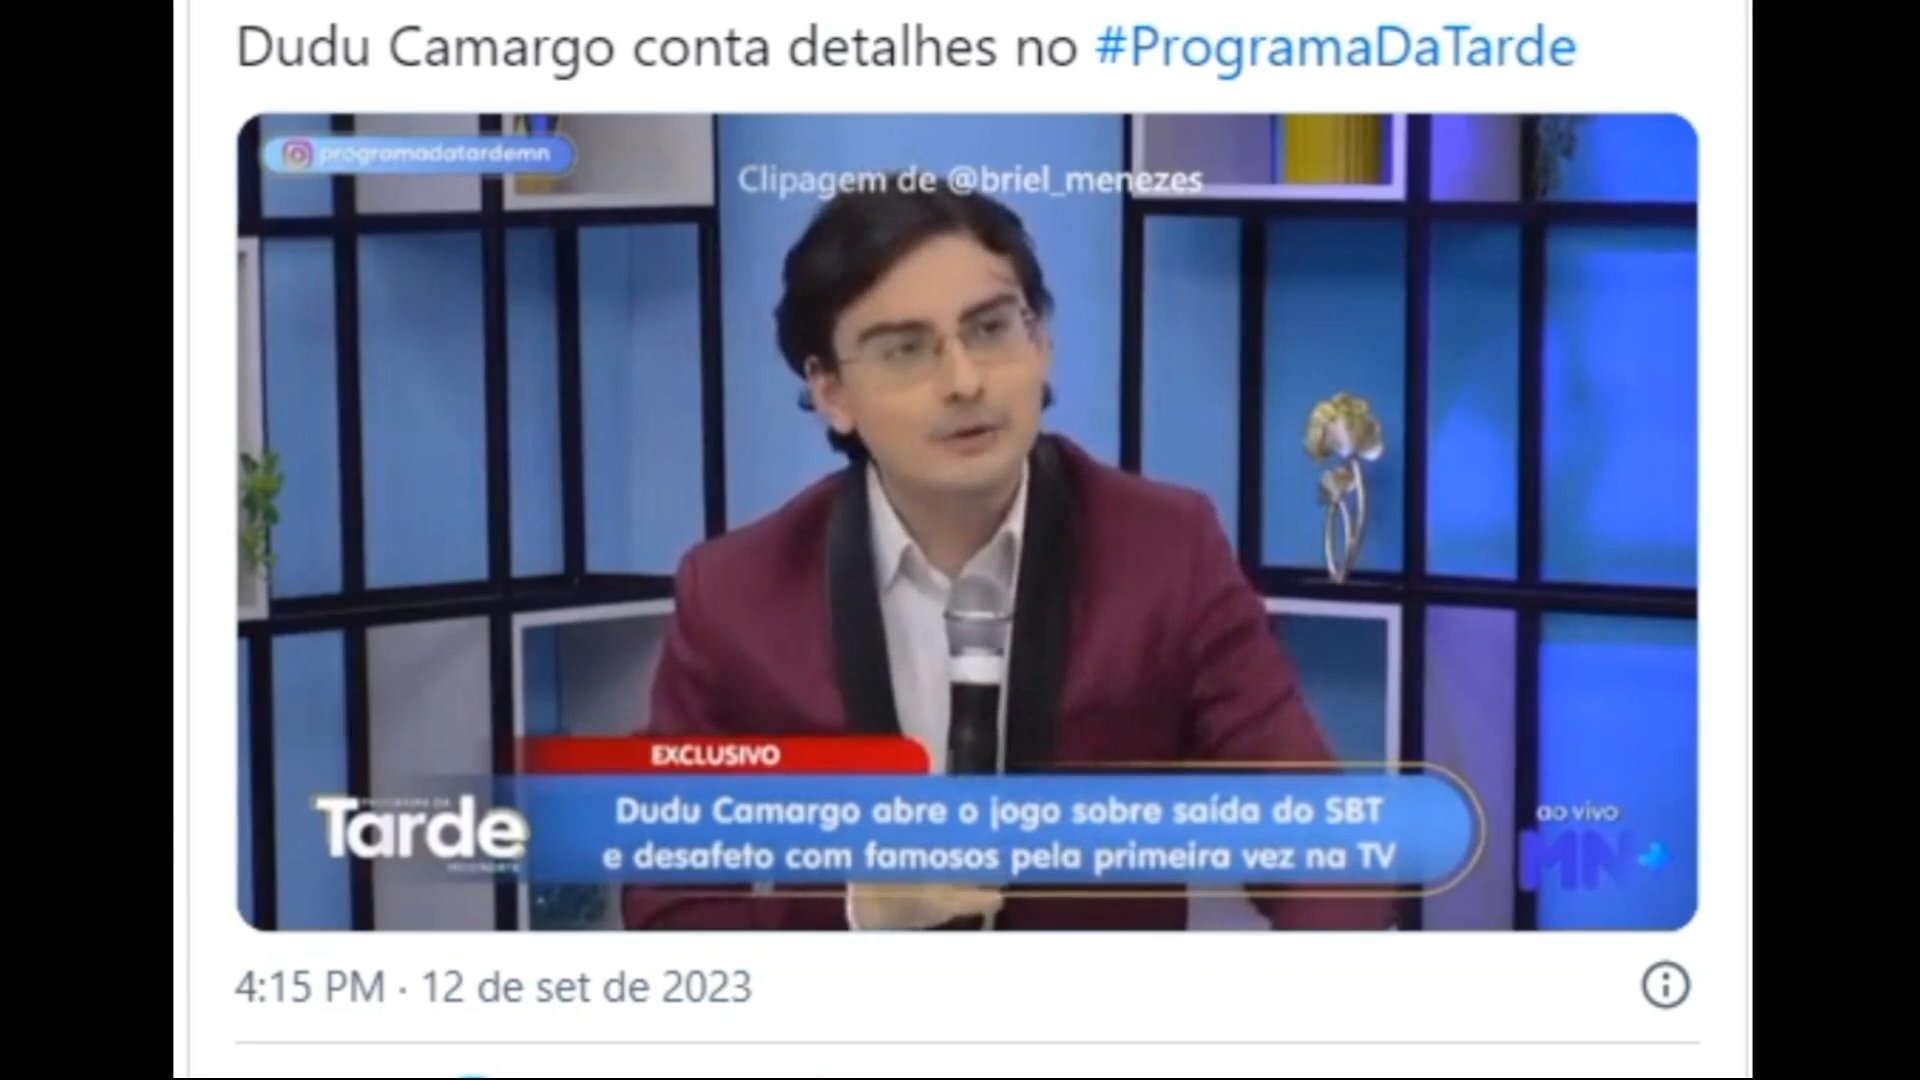 Dudu Camargo conta detalhes no #ProgramaDaTarde
programadatardemn
Clipagem de @briel_menezes
EXCLUSIVO
Tarde
Dudu Camargo abre o jogo sobre saída do SBT
e desafeto com famosos pela primeira vez na TV
ao vivo
MN+
4:15 PM · 12 de set de 2023